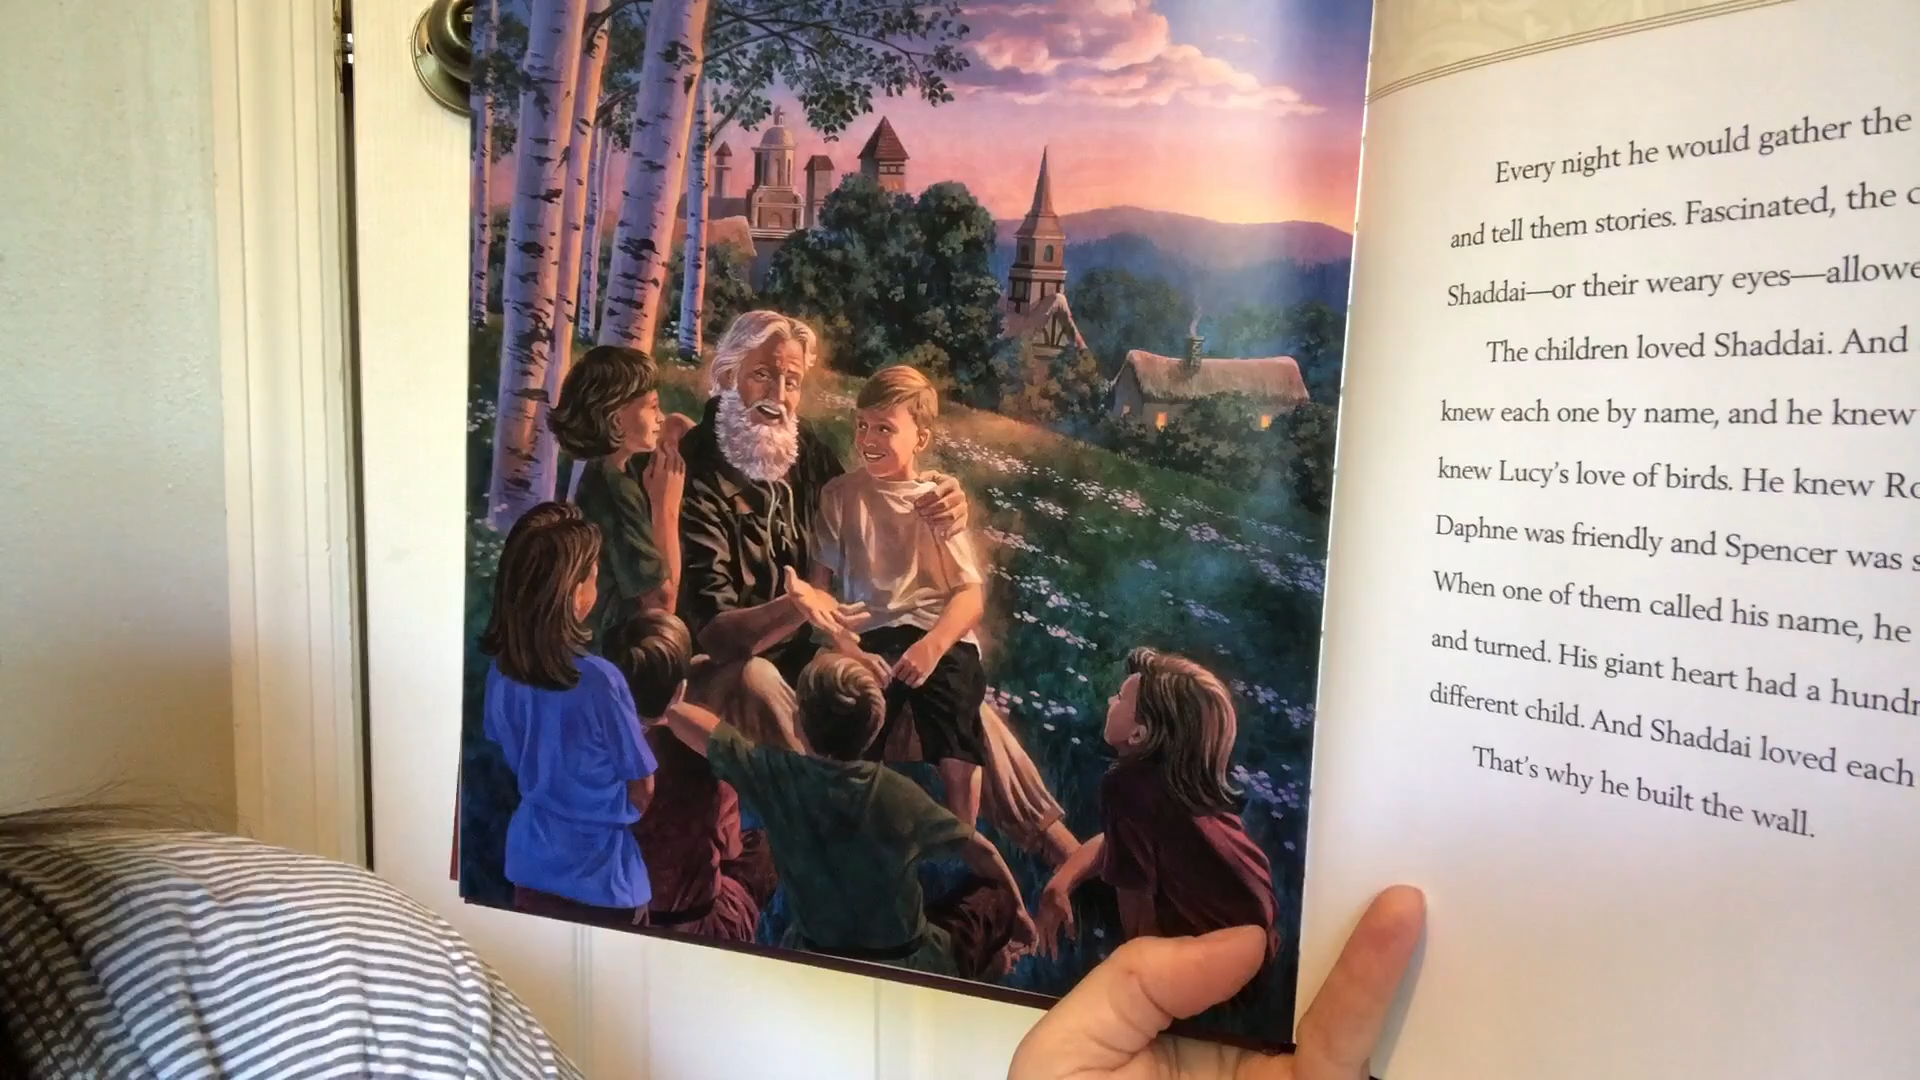 Every night he would gather the
and tell them stories. Fascinated, the
Shaddai—or their weary eyes—
The children loved Shaddai. And
knew each one by name, and he knew
knew Lucy's love of birds. He knew
Daphne was friendly and Spencer was
When one of them called his name, he
and turned. His giant heart had a
different child. And Shaddai loved each
That's why he built the wall.